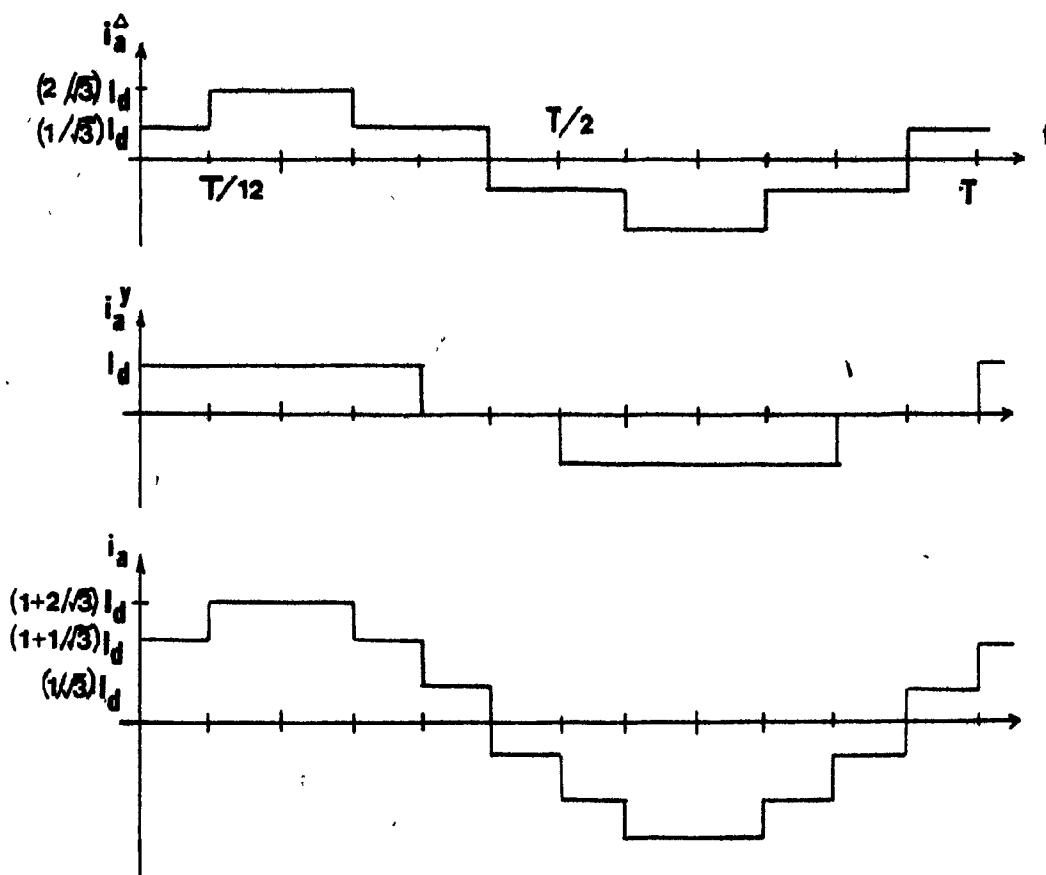 i_a^Δ
(2/√3) I_d
(1/√3) I_d
T/2
T/12
T
i_a^y
I_d
i_a
(1+2/√3) I_d
(1+1/√3) I_d
(1/√3) I_d